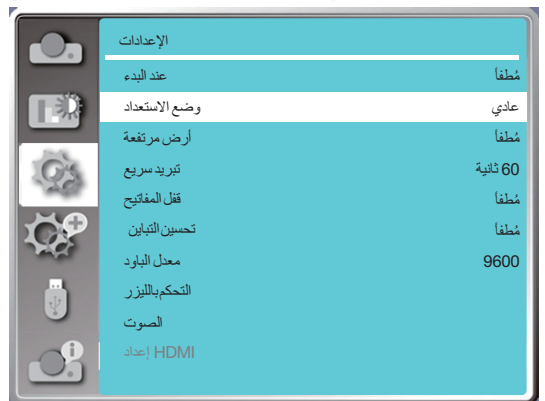 الإعدادات
عند البدء مُطفأ
وضع الاستعداد عادي
أرض مرتفعة مُطفأ
تبريد سريع 60 ثانية
قفل المفاتيح مُطفأ
تحسين التباين مُطفأ
معدل الباود 9600
التحكم بالليزر
الصوت
إعداد HDMI